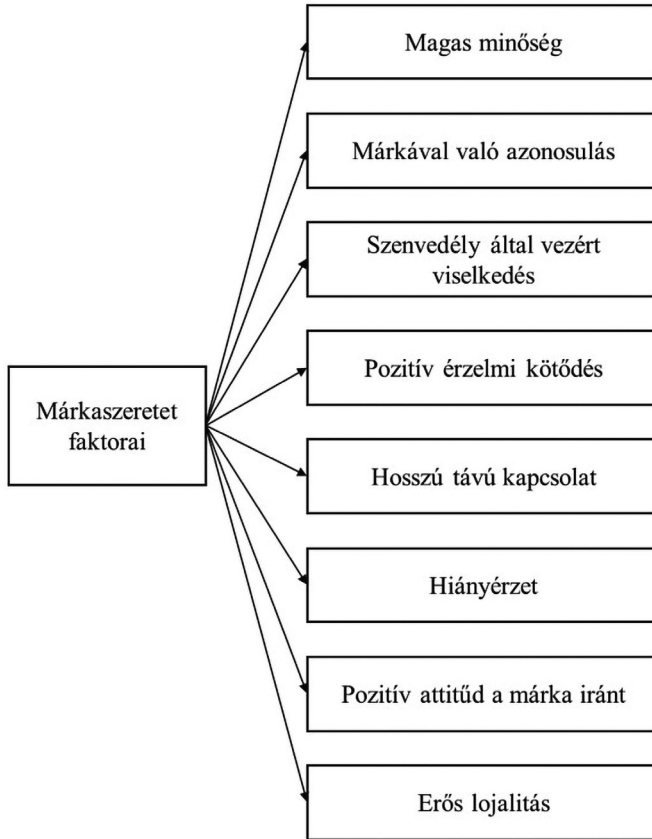 Magas minőség
Márkával való azonosulás
Szenvedély által vezért
viselkedés
Pozitív érzelmi kötődés
Márkaszeretet
faktorai
Hosszú távú kapcsolat
Hiányérzet
Pozitív attitűd a márka iránt
Erős lojalitás